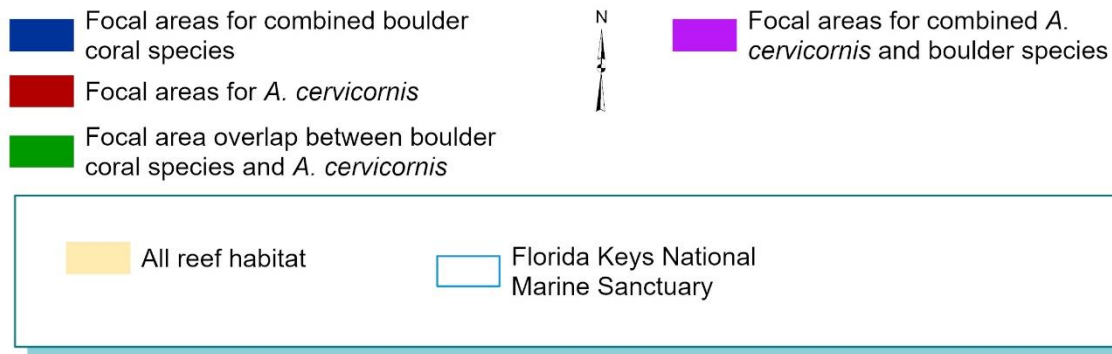 Focal areas for combined boulder
coral species
Focal areas for A. cervicornis
Focal area overlap between boulder
coral species and A. cervicornis
N
Focal areas for combined A.
cervicornis and boulder species
All reef habitat
Florida Keys National
Marine Sanctuary